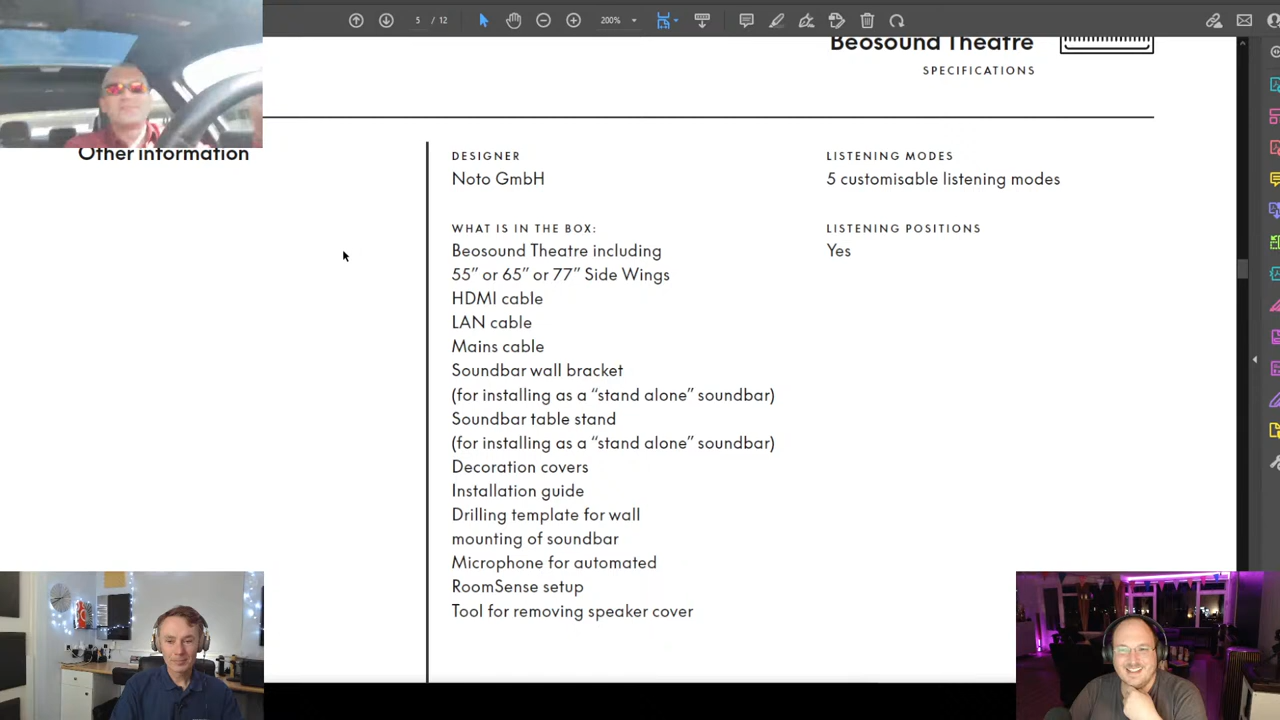 5 / 12
200%
Beosound Theatre
SPECIFICATIONS
Other information
DESIGNER
Noto GmbH
WHAT IS IN THE BOX:
Beosound Theatre including
55” or 65” or 77” Side Wings
HDMI cable
LAN cable
Mains cable
Soundbar wall bracket
(for installing as a “stand alone” soundbar)
Soundbar table stand
(for installing as a “stand alone” soundbar)
Decoration covers
Installation guide
Drilling template for wall
mounting of soundbar
Microphone for automated
RoomSense setup
Tool for removing speaker cover
LISTENING MODES
5 customisable listening modes
LISTENING POSITIONS
Yes